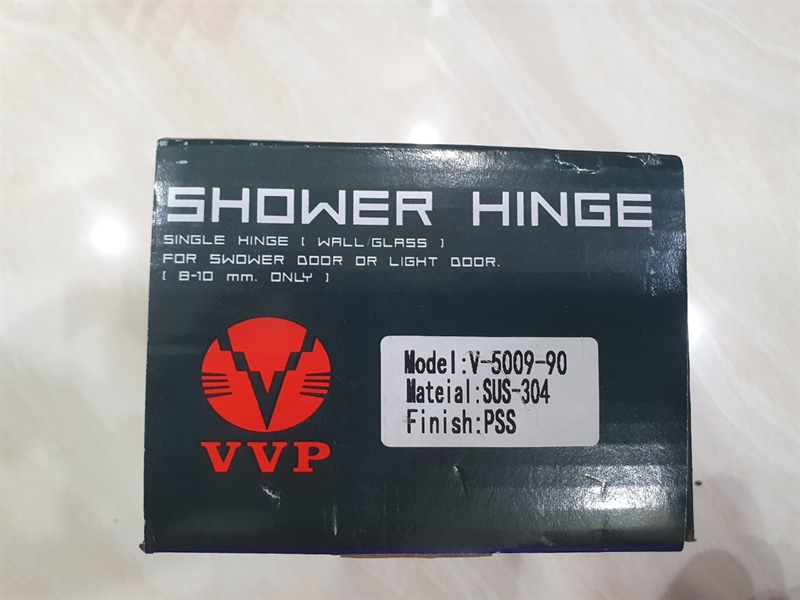 SHOWER HINGE
SINGLE HINGE [ WALL/GLASS ]
FOR SWOWER DOOR OR LIGHT DOOR.
[ 8-10 mm. ONLY ]
VVP
Model:V-5009-90
Mateial:SUS-304
Finish:PSS